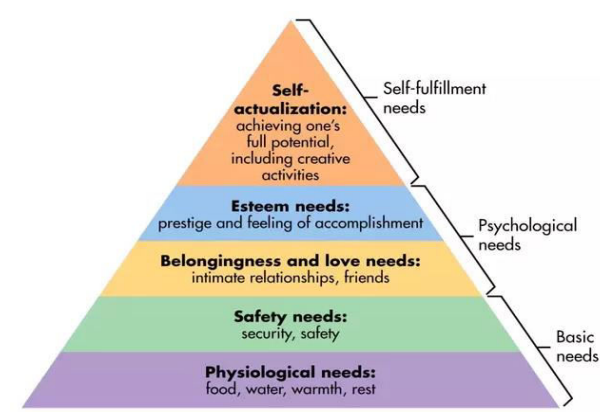 Self-
actualization:
achieving one's
full potential,
including creative
activities
Self-fulfillment
needs
Esteem needs:
prestige and feeling of accomplishment
Psychological
needs
Belongingness and love needs:
intimate relationships, friends
Safety needs:
security, safety
Basic
needs
Physiological needs:
food, water, warmth, rest